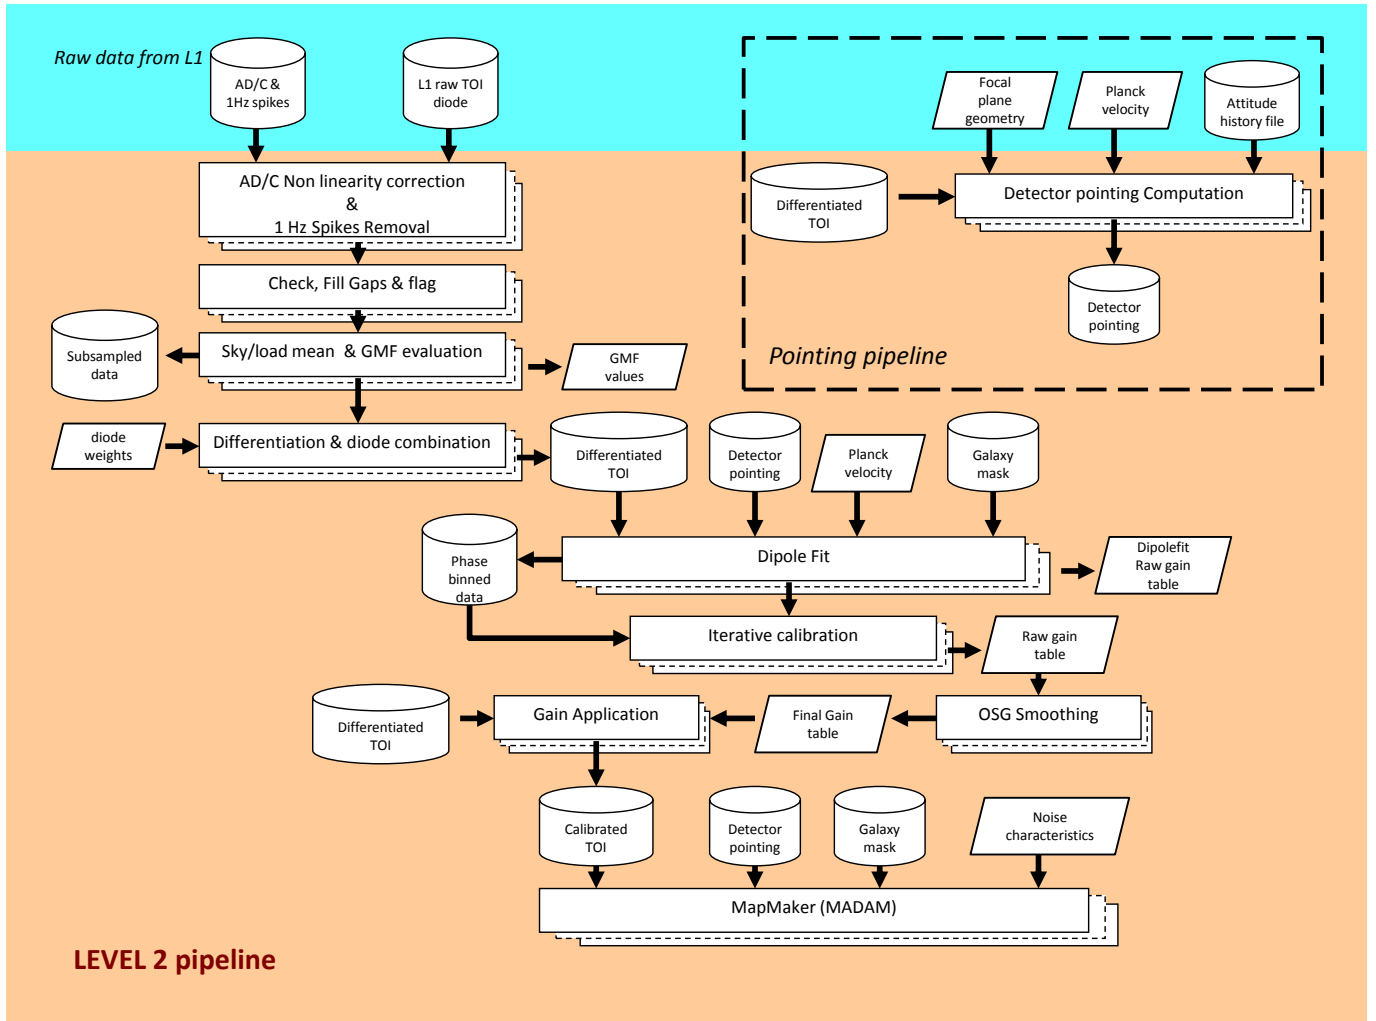 Raw data from L1
AD/C &
1Hz spikes
L1 raw TOI
diode
Focal
plane
geometry
Planck
velocity
Attitude
history file
AD/C Non linearity correction
&
1 Hz Spikes Removal
Differentiated
TOI
Detector pointing Computation
Check, Fill Gaps & flag
Detector
pointing
Subsampled
data
Sky/load mean & GMF evaluation
GMF
values
Pointing pipeline
diode
weights
Differentiation & diode combination
Differentiated
TOI
Detector
pointing
Planck
velocity
Galaxy
mask
Phase
binned
data
Dipole Fit
Dipolefit
Raw gain
table
Iterative calibration
Raw gain
table
Differentiated
TOI
Gain Application
Final Gain
table
OSG Smoothing
Calibrated
TOI
Detector
pointing
Galaxy
mask
Noise
characteristics
MapMaker (MADAM)
LEVEL 2 pipeline